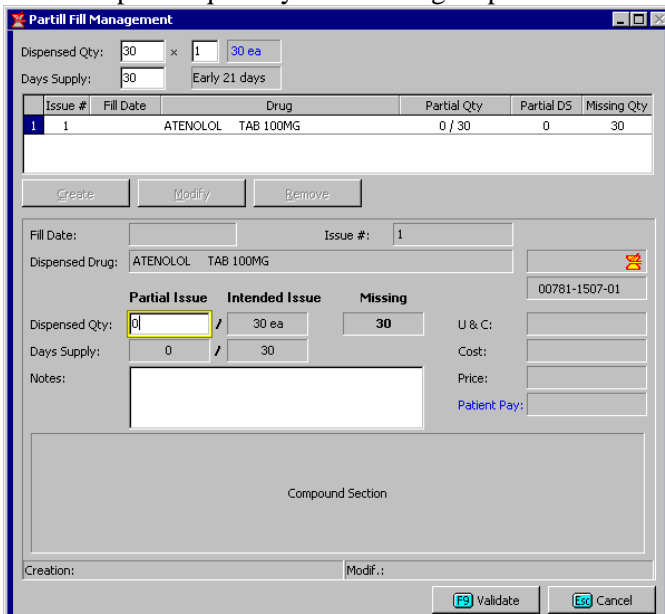 Partill Fill Management
Dispensed Qty: 30 × 1 30 ea
Days Supply: 30 Early 21 days
Issue # Fill Date Drug Partial Qty Partial DS Missing Qty
1 1 ATENOLOL TAB 100MG 0 / 30 0 30
Create Modify Remove
Fill Date: Issue #: 1
Dispensed Drug: ATENOLOL TAB 100MG
00781-1507-01
Partial Issue Intended Issue Missing
Dispensed Qty: 0 / 30 ea 30 U & C:
Days Supply: 0 / 30 Cost:
Notes: Price:
Patient Pay:
Compound Section
Creation: Modif.:
F9 Validate Esc Cancel